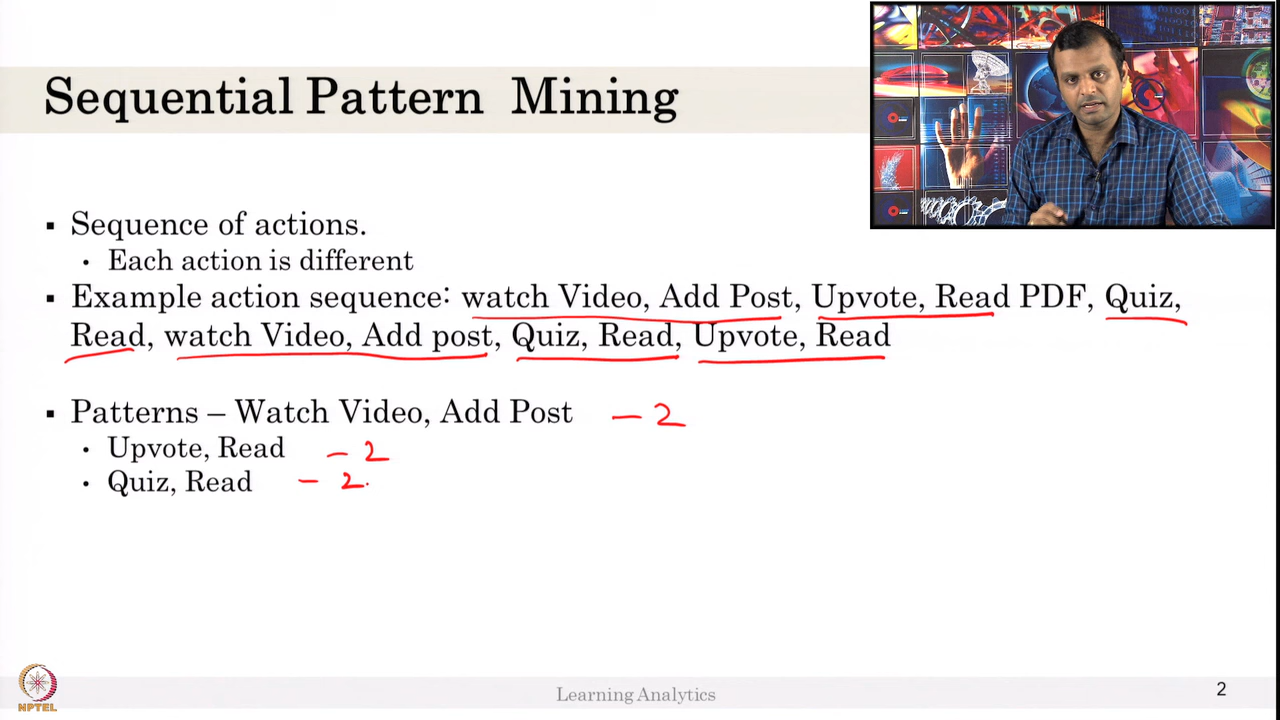 Sequential Pattern Mining
▪ Sequence of actions.
• Each action is different
▪ Example action sequence: watch Video, Add Post, Upvote, Read PDF, Quiz,
Read, watch Video, Add post, Quiz, Read, Upvote, Read
▪ Patterns – Watch Video, Add Post – 2
• Upvote, Read – 2
• Quiz, Read – 2.
NPTEL
Learning Analytics
2